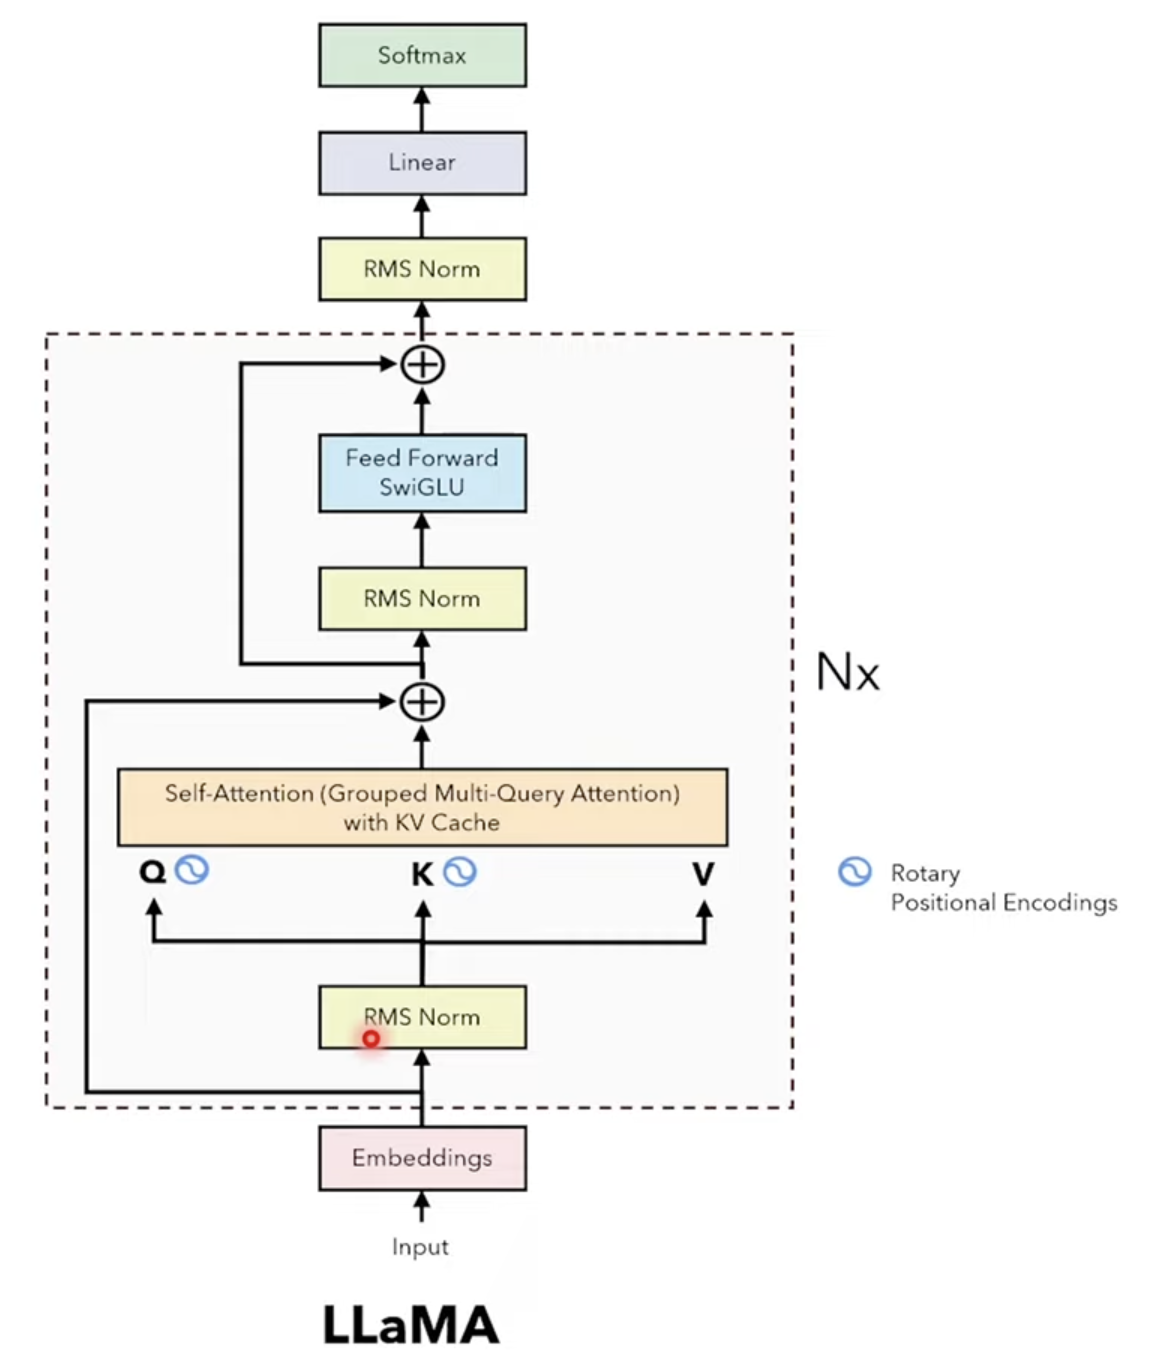 Softmax
Linear
RMS Norm
Feed Forward
SwiGLU
RMS Norm
Nx
Self-Attention (Grouped Multi-Query Attention)
with KV Cache
Q K V
Rotary
Positional Encodings
RMS Norm
Embeddings
Input
LLaMA